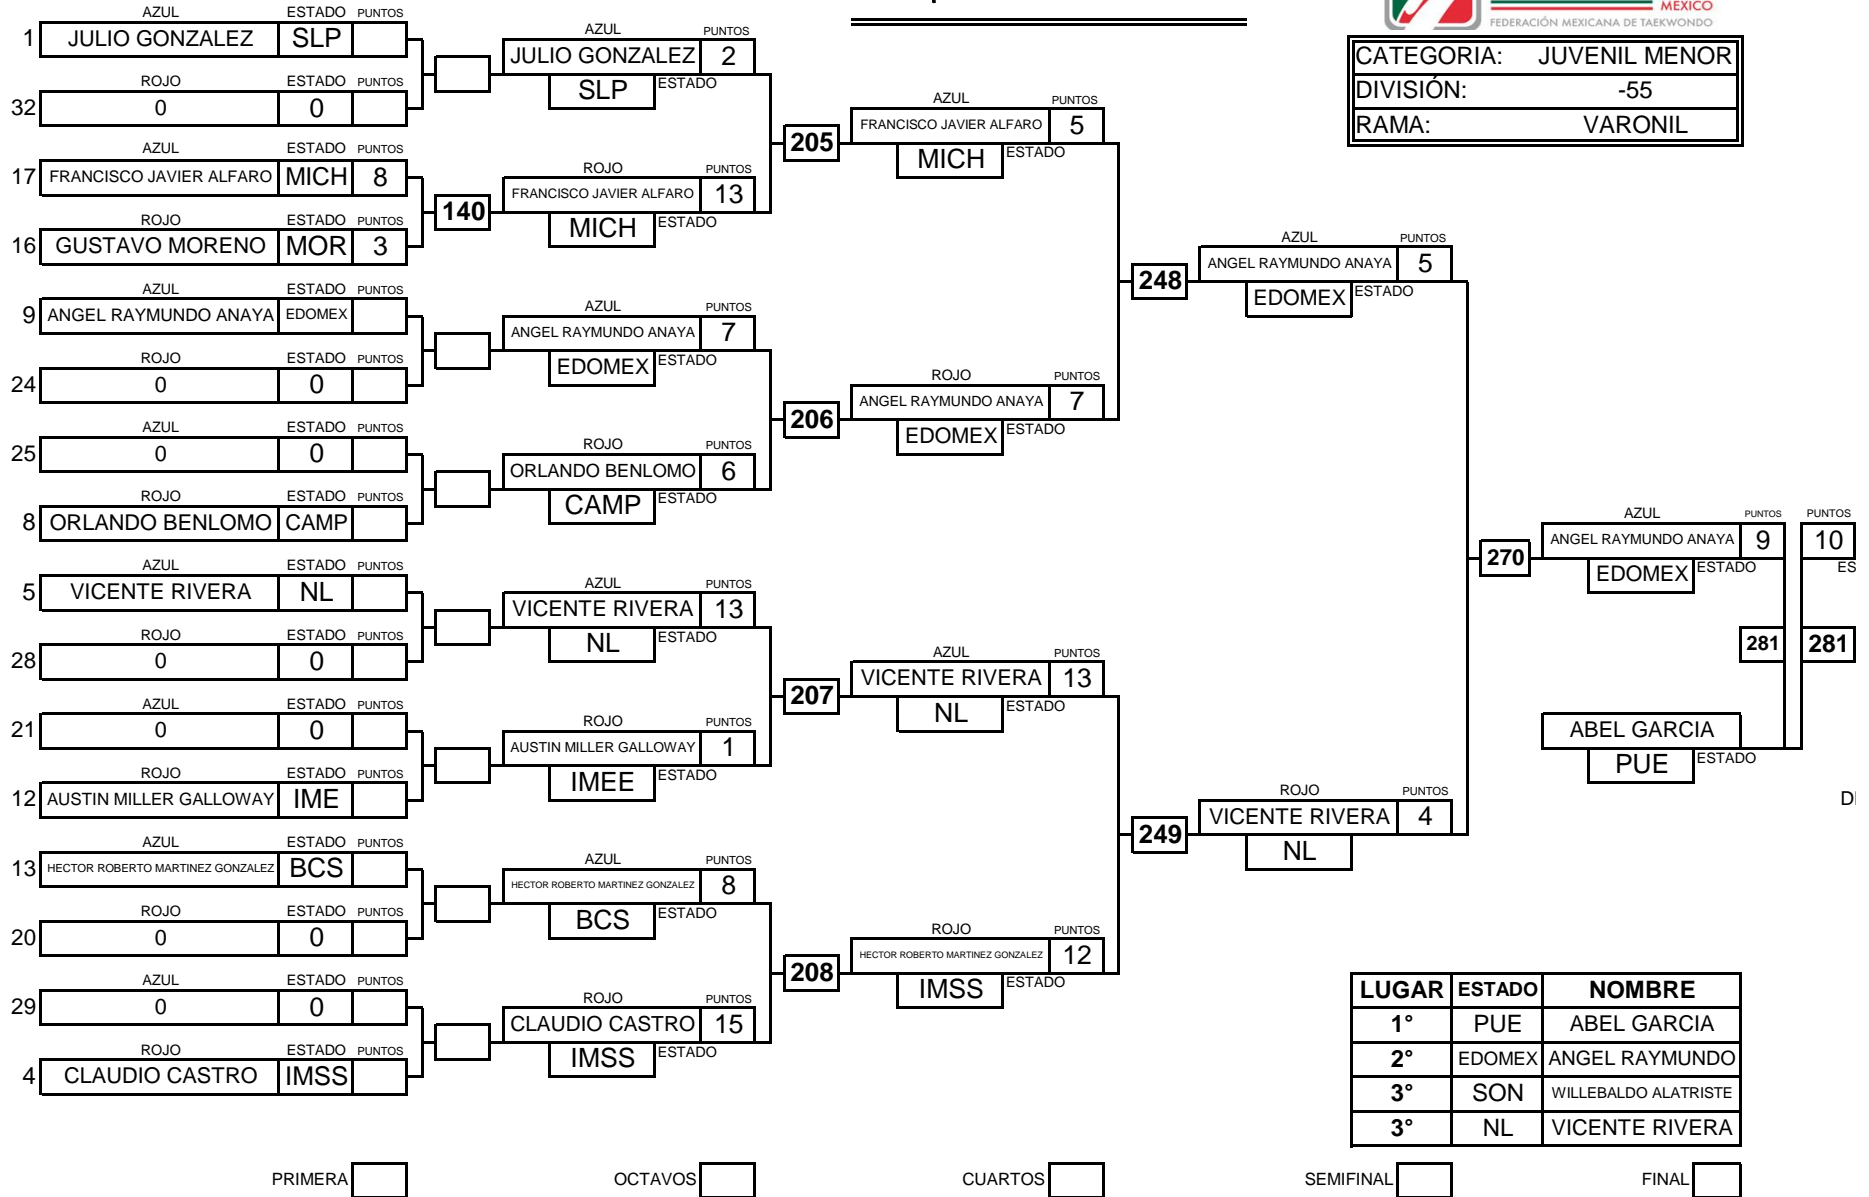 MEXICO
FEDERACIÓN MEXICANA DE TAEKWONDO
CATEGORIA: JUVENIL MENOR
DIVISIÓN: -55
RAMA: VARONIL
AZUL ESTADO PUNTOS
1 JULIO GONZALEZ SLP
ROJO ESTADO PUNTOS
32 0 0
AZUL ESTADO PUNTOS
17 FRANCISCO JAVIER ALFARO MICH 8
140
ROJO ESTADO PUNTOS
16 GUSTAVO MORENO MOR 3
AZUL ESTADO PUNTOS
9 ANGEL RAYMUNDO ANAYA EDOMEX
ROJO ESTADO PUNTOS
24 0 0
AZUL ESTADO PUNTOS
25 0 0
ROJO ESTADO PUNTOS
8 ORLANDO BENLOMO CAMP
AZUL ESTADO PUNTOS
5 VICENTE RIVERA NL
ROJO ESTADO PUNTOS
28 0 0
AZUL ESTADO PUNTOS
21 0 0
ROJO ESTADO PUNTOS
12 AUSTIN MILLER GALLOWAY IME
AZUL ESTADO PUNTOS
13 HECTOR ROBERTO MARTINEZ GONZALEZ BCS
ROJO ESTADO PUNTOS
20 0 0
AZUL ESTADO PUNTOS
29 0 0
ROJO ESTADO PUNTOS
4 CLAUDIO CASTRO IMSS
AZUL PUNTOS
JULIO GONZALEZ 2
SLP ESTADO
205
ROJO PUNTOS
FRANCISCO JAVIER ALFARO 13
MICH ESTADO
AZUL PUNTOS
ANGEL RAYMUNDO ANAYA 7
EDOMEX ESTADO
206
ROJO PUNTOS
ORLANDO BENLOMO 6
CAMP ESTADO
AZUL PUNTOS
VICENTE RIVERA 13
NL ESTADO
207
ROJO PUNTOS
AUSTIN MILLER GALLOWAY 1
IMEE ESTADO
AZUL PUNTOS
HECTOR ROBERTO MARTINEZ GONZALEZ 8
BCS ESTADO
208
ROJO PUNTOS
CLAUDIO CASTRO 15
IMSS ESTADO
AZUL PUNTOS
FRANCISCO JAVIER ALFARO 5
MICH ESTADO
248
ROJO PUNTOS
ANGEL RAYMUNDO ANAYA 7
EDOMEX ESTADO
AZUL PUNTOS
VICENTE RIVERA 13
NL ESTADO
249
ROJO PUNTOS
HECTOR ROBERTO MARTINEZ GONZALEZ 12
IMSS ESTADO
AZUL PUNTOS
ANGEL RAYMUNDO ANAYA 5
EDOMEX ESTADO
270
ROJO PUNTOS
VICENTE RIVERA 4
NL
AZUL PUNTOS PUNTOS
ANGEL RAYMUNDO ANAYA 9 10
EDOMEX ESTADO ES
281 281
ABEL GARCIA
PUE ESTADO
LUGAR ESTADO NOMBRE
1° PUE ABEL GARCIA
2° EDOMEX ANGEL RAYMUNDO
3° SON WILLEBALDO ALATRISTE
3° NL VICENTE RIVERA
PRIMERA OCTAVOS CUARTOS SEMIFINAL FINAL